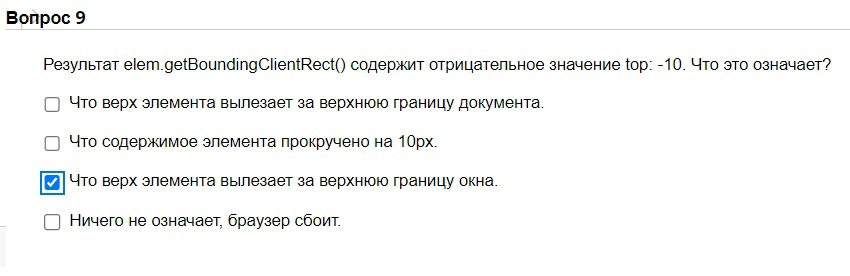 Вопрос 9
Результат elem.getBoundingClientRect() содержит отрицательное значение top: -10. Что это означает?
Что верх элемента вылезает за верхнюю границу документа.
Что содержимое элемента прокручено на 10px.
Что верх элемента вылезает за верхнюю границу окна.
Ничего не означает, браузер сбоит.